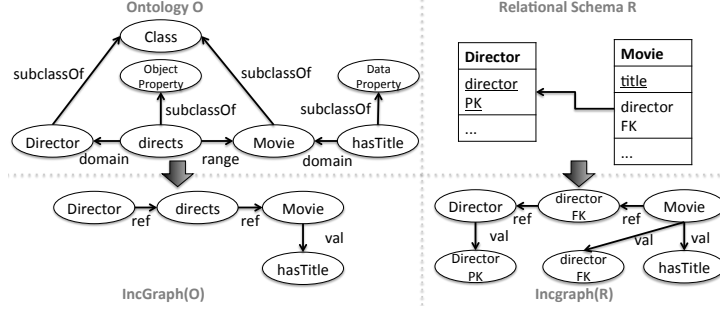 Ontology O
Class
subclassOf
subclassOf
Object
Property
Data
Property
subclassOf
subclassOf
Director
directs
Movie
hasTitle
domain
range
domain
Relational Schema R
Director
director
PK
...
Movie
title
director
FK
...
Director
directs
Movie
ref
ref
val
hasTitle
IncGraph(O)
Director
director
FK
Movie
ref
ref
val
val
val
Director
PK
director
FK
hasTitle
Incgraph(R)